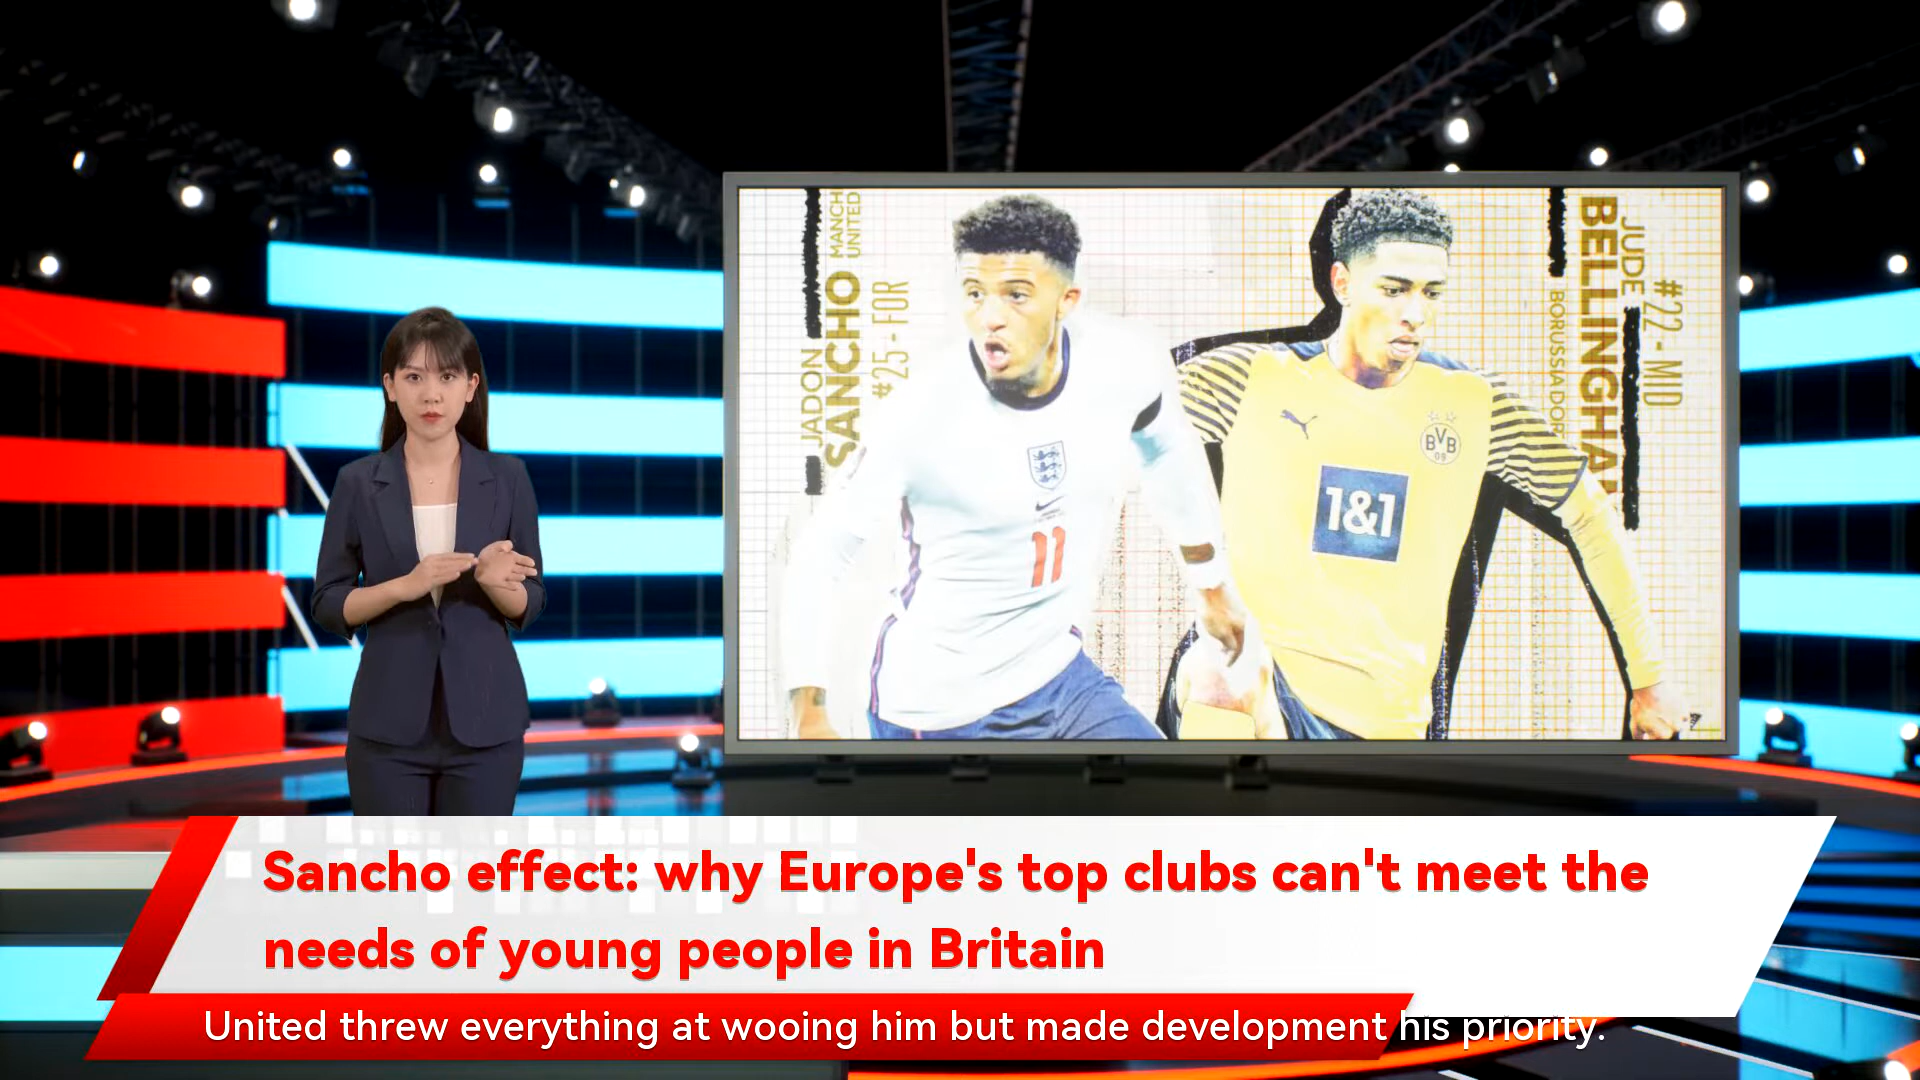 JADON
SANCHO
MANCH
UNITED
#25 - FOR
11
BVB
09
1&1
JUDE
BELLINGHA
BORUSSIA DOR
#22 - MID
Sancho effect: why Europe's top clubs can't meet the
needs of young people in Britain
United threw everything at wooing him but made development his priority.